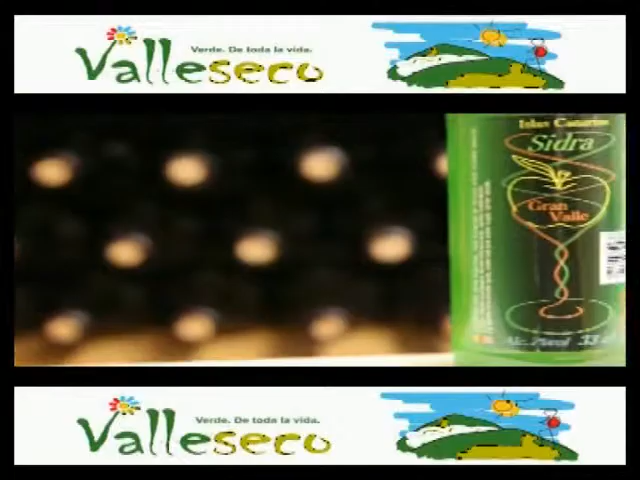 Verde. De toda la vida.
Valleseco
Islas Canarias
Sidra
Gran
Valle
Verde. De toda la vida.
Valleseco